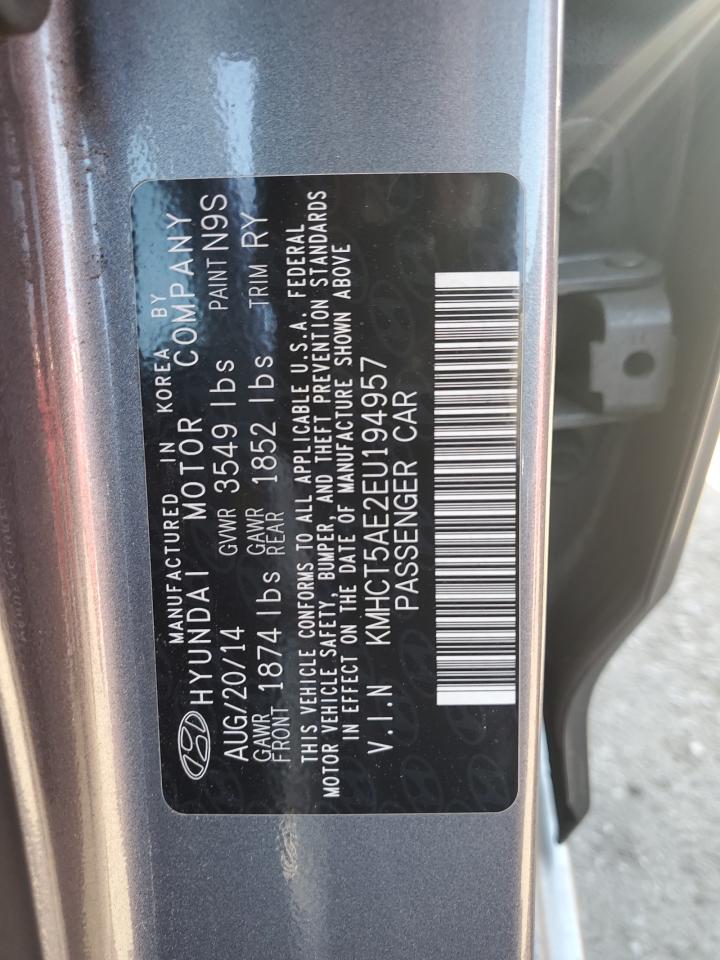 MANUFACTURED IN KOREA BY
HYUNDAI MOTOR COMPANY
AUG/20/14 GVWR 3549 lbs PAINT N9S
GAWR FRONT 1874 lbs GAWR REAR 1852 lbs TRIM RY
THIS VEHICLE CONFORMS TO ALL APPLICABLE U.S.A. FEDERAL
MOTOR VEHICLE SAFETY, BUMPER, AND THEFT PREVENTION STANDARDS
IN EFFECT ON THE DATE OF MANUFACTURE SHOWN ABOVE
V.I.N KMHCT5AE2EU194957
PASSENGER CAR